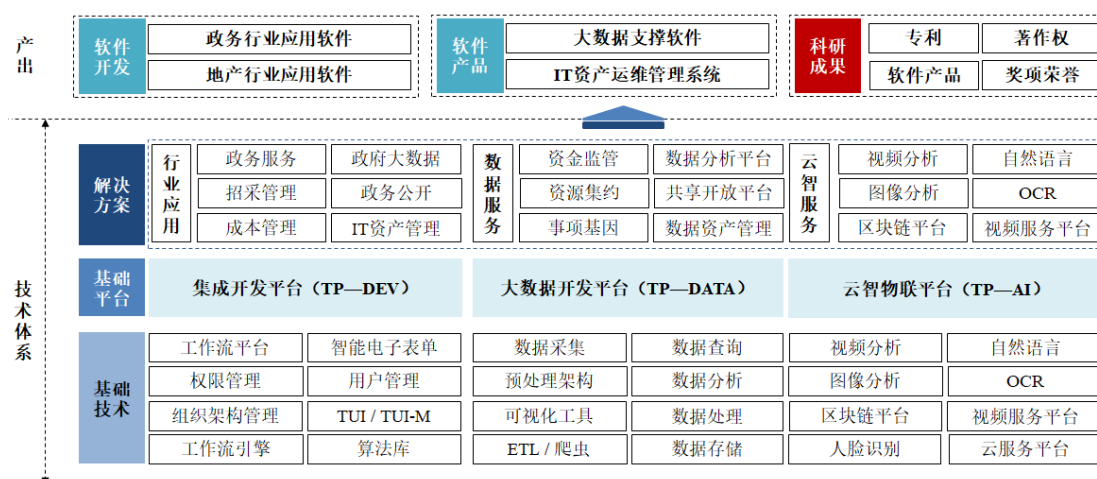 产出
软件开发
政务行业应用软件
地产行业应用软件
软件产品
大数据支撑软件
IT资产运维管理系统
科研成果
专利
著作权
软件产品
奖项荣誉
技术体系
解决方案
行业应用
政务服务
政府大数据
招采管理
政务公开
成本管理
IT资产管理
数据服务
资金监管
数据分析平台
资源集约
共享开放平台
事项基因
数据资产管理
云智服务
视频分析
自然语言
图像分析
OCR
区块链平台
视频服务平台
基础平台
集成开发平台（TP—DEV）
大数据开发平台（TP—DATA）
云智物联平台（TP—AI）
基础技术
工作流平台
智能电子表单
权限管理
用户管理
组织架构管理
TUI / TUI-M
工作流引擎
算法库
数据采集
数据查询
预处理架构
数据分析
可视化工具
数据处理
ETL / 爬虫
数据存储
视频分析
自然语言
图像分析
OCR
区块链平台
视频服务平台
人脸识别
云服务平台